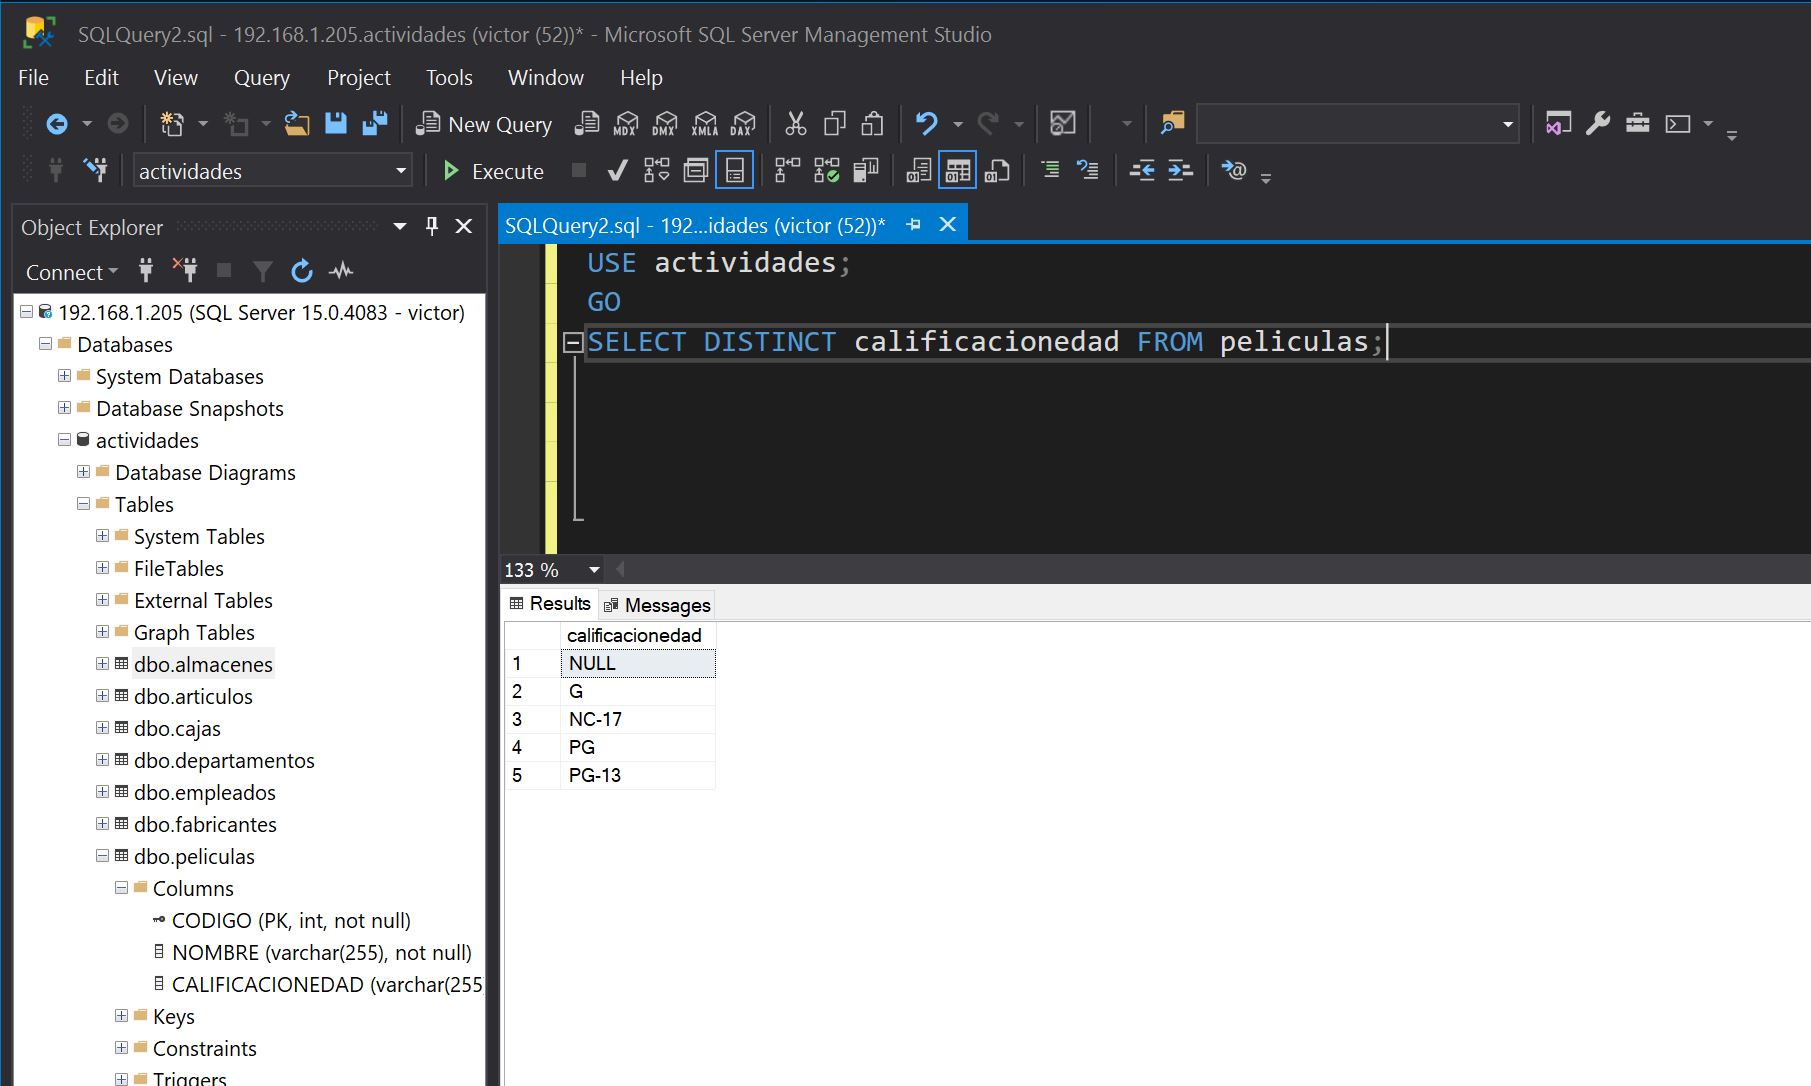 SQLQuery2.sql - 192.168.1.205.actividades (victor (52))* - Microsoft SQL Server Management Studio
File Edit View Query Project Tools Window Help
New Query MDX DMX XMLA DAX
actividades Execute
Object Explorer
Connect
192.168.1.205 (SQL Server 15.0.4083 - victor)
Databases
System Databases
Database Snapshots
actividades
Database Diagrams
Tables
System Tables
FileTables
External Tables
Graph Tables
dbo.almacenes
dbo.articulos
dbo.cajas
dbo.departamentos
dbo.empleados
dbo.fabricantes
dbo.peliculas
Columns
CODIGO (PK, int, not null)
NOMBRE (varchar(255), not null)
CALIFICACIONEDAD (varchar(255
Keys
Constraints
Triggers
SQLQuery2.sql - 192...idades (victor (52))*
USE actividades;
GO
SELECT DISTINCT calificacionedad FROM peliculas;
133 %
Results Messages
calificacionedad
1 NULL
2 G
3 NC-17
4 PG
5 PG-13